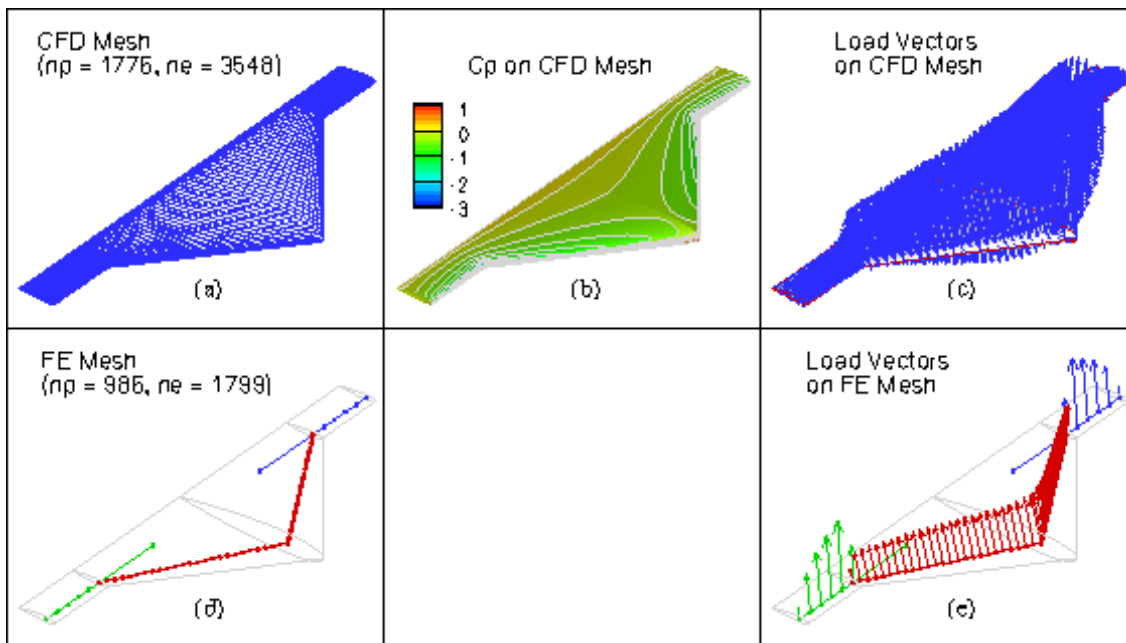 CFD Mesh
(np = 1776, ne = 3548)
(a)
Cp on CFD Mesh
1
0
-1
-2
-3
(b)
Load Vectors
on CFD Mesh
(c)
FE Mesh
(np = 986, ne = 1799)
(d)
Load Vectors
on FE Mesh
(e)